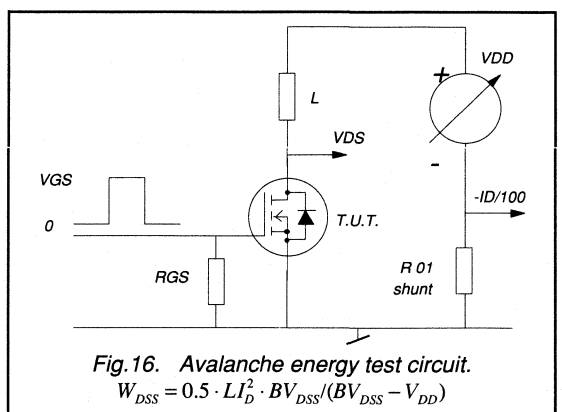 +
VDD
L
-
VDS
VGS
-ID/100
0
T.U.T.
RGS
R 01
shunt
Fig.16. Avalanche energy test circuit.
W_DSS = 0.5 · LI_D^2 · BV_DSS/(BV_DSS − V_DD)